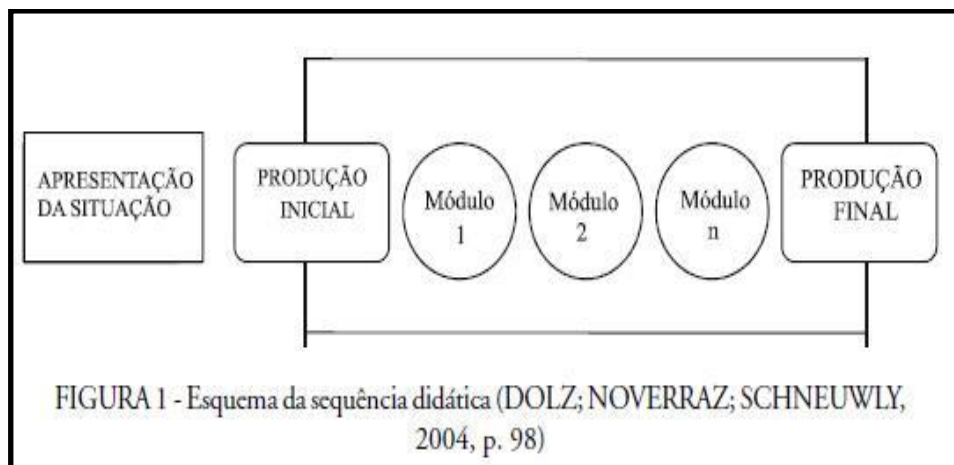 APRESENTAÇÃO
DA SITUAÇÃO
PRODUÇÃO
INICIAL
Módulo
1
Módulo
2
Módulo
n
PRODUÇÃO
FINAL
FIGURA 1 - Esquema da sequência didática (DOLZ; NOVERRAZ; SCHNEUWLY,
2004, p. 98)